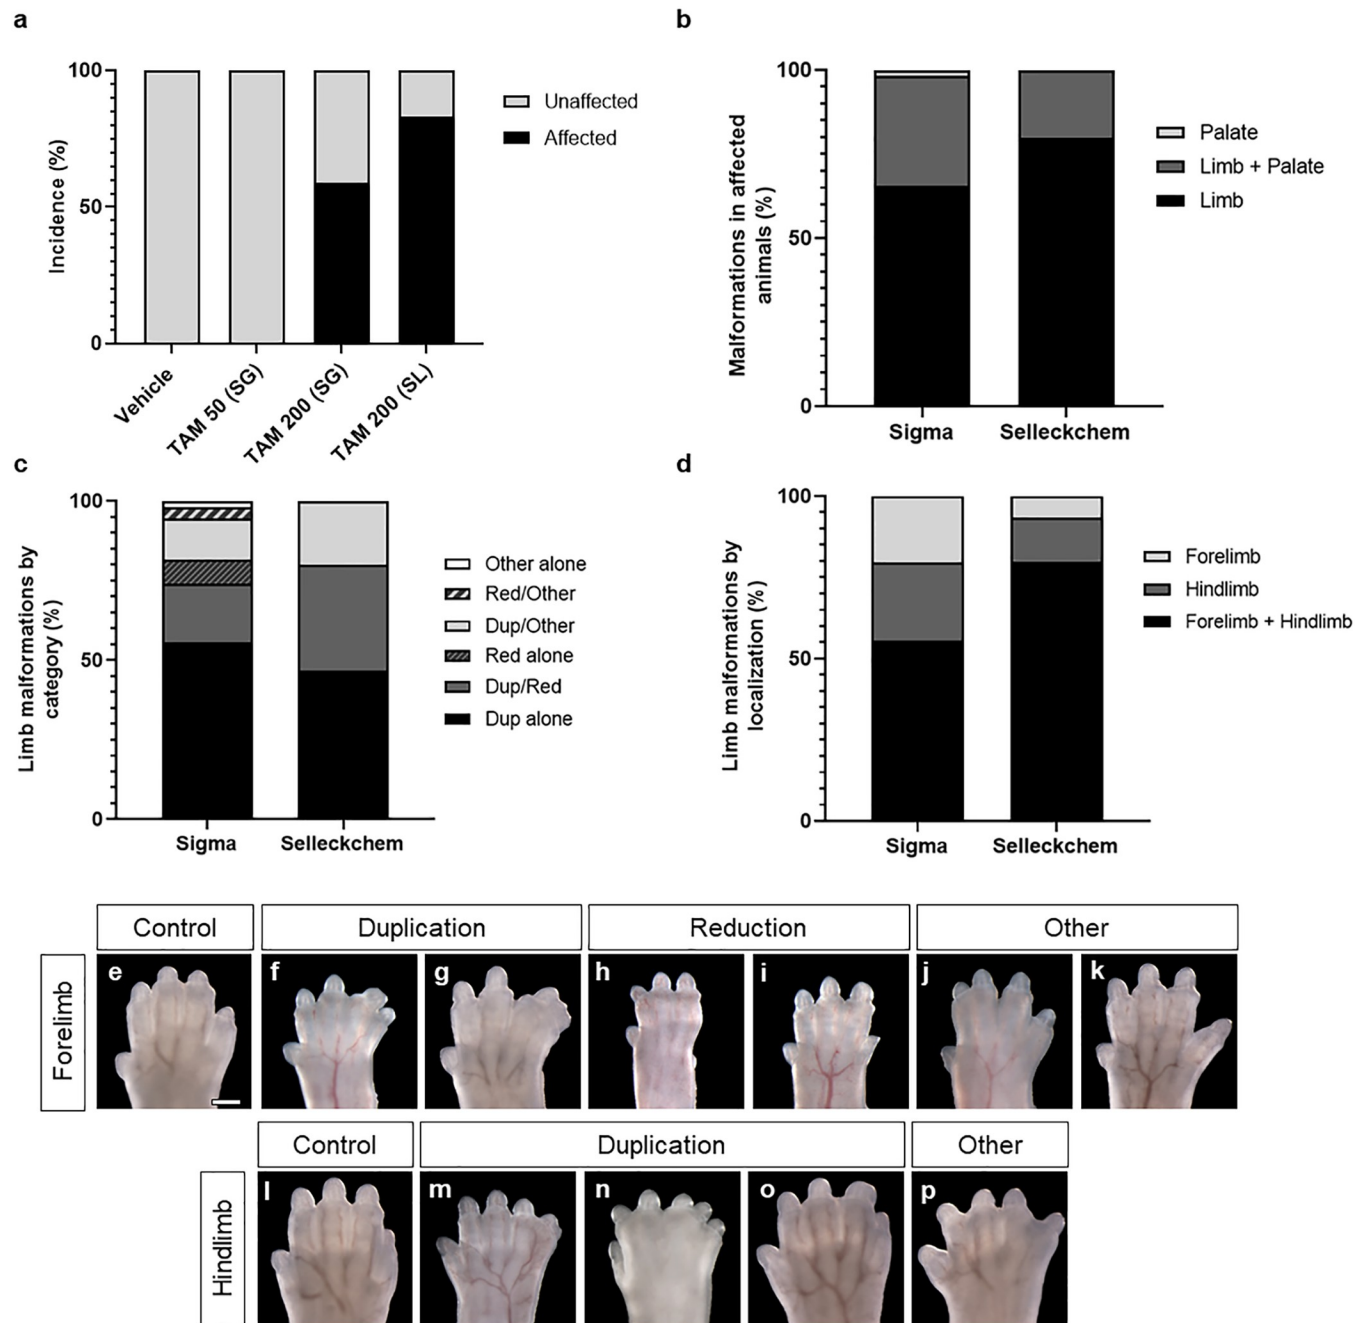 a
100
50
0
Incidence (%)
Vehicle
TAM 50 (SG)
TAM 200 (SG)
TAM 200 (SL)
Unaffected
Affected
b
100
50
0
Malformations in affected
animals (%)
Sigma
Selleckchem
Palate
Limb + Palate
Limb
c
100
50
0
Limb malformations by
category (%)
Sigma
Selleckchem
Other alone
Red/Other
Dup/Other
Red alone
Dup/Red
Dup alone
d
100
50
0
Limb malformations by
localization (%)
Sigma
Selleckchem
Forelimb
Hindlimb
Forelimb + Hindlimb
Control
Duplication
Reduction
Other
Forelimb
e
f
g
h
i
j
k
Control
Duplication
Other
Hindlimb
l
m
n
o
p